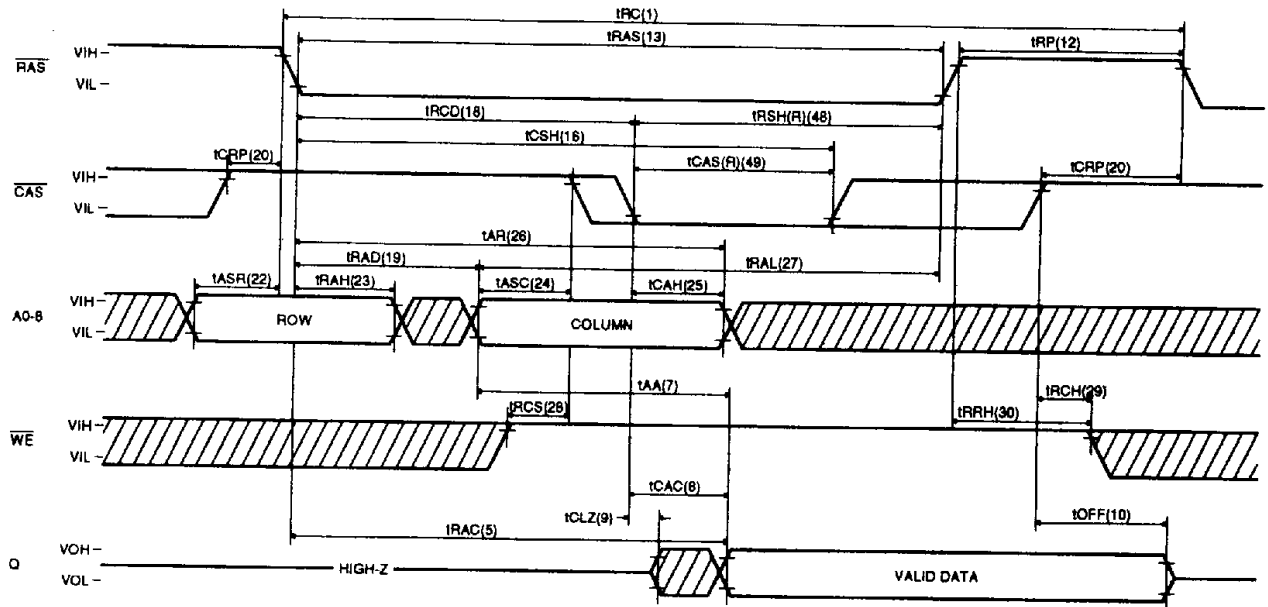 tRC(1)
tRAS(13)
tRP(12)
VIH
RAS
VIL
tRCD(18)
tRSH(R)(48)
tCSH(16)
tCRP(20)
tCAS(R)(49)
tCRP(20)
VIH
CAS
VIL
tAR(26)
tRAD(19)
tRAL(27)
tASR(22)
tRAH(23)
tASC(24)
tCAH(25)
VIH
A0-8
VIL
ROW
COLUMN
tAA(7)
tRCS(28)
tRCH(29)
tRRH(30)
VIH
WE
VIL
tCAC(8)
tCLZ(9)
tOFF(10)
tRAC(5)
VOH
Q
VOL
HIGH-Z
VALID DATA